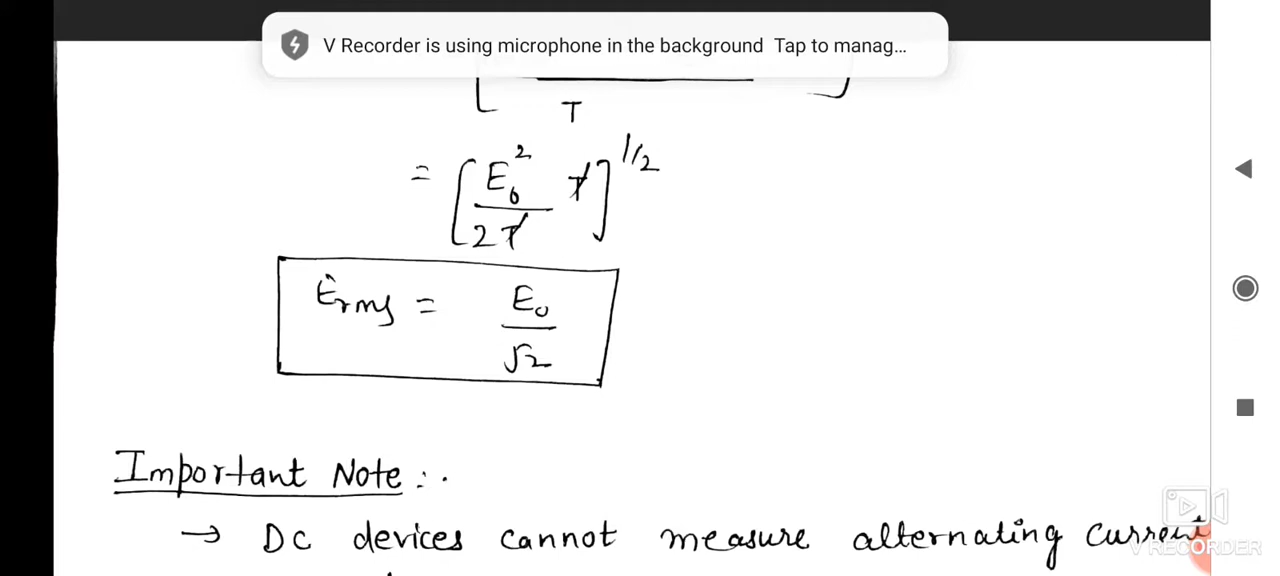 V Recorder is using microphone in the background Tap to manag...
T
= [E₀²/2T T]^1/2
Erms = E₀/√2
Important Note :-
→ DC devices cannot measure alternating current
V RECORDER